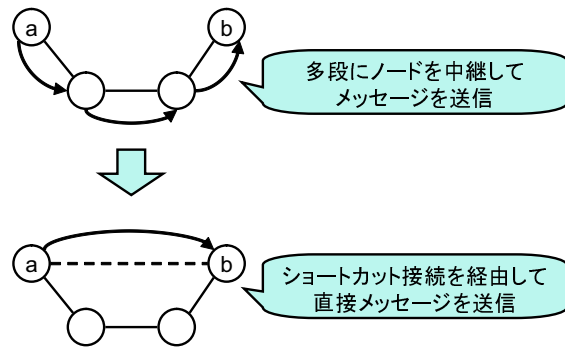 a
b
多段にノードを中継して
メッセージを送信
a
b
ショートカット接続を経由して
直接メッセージを送信